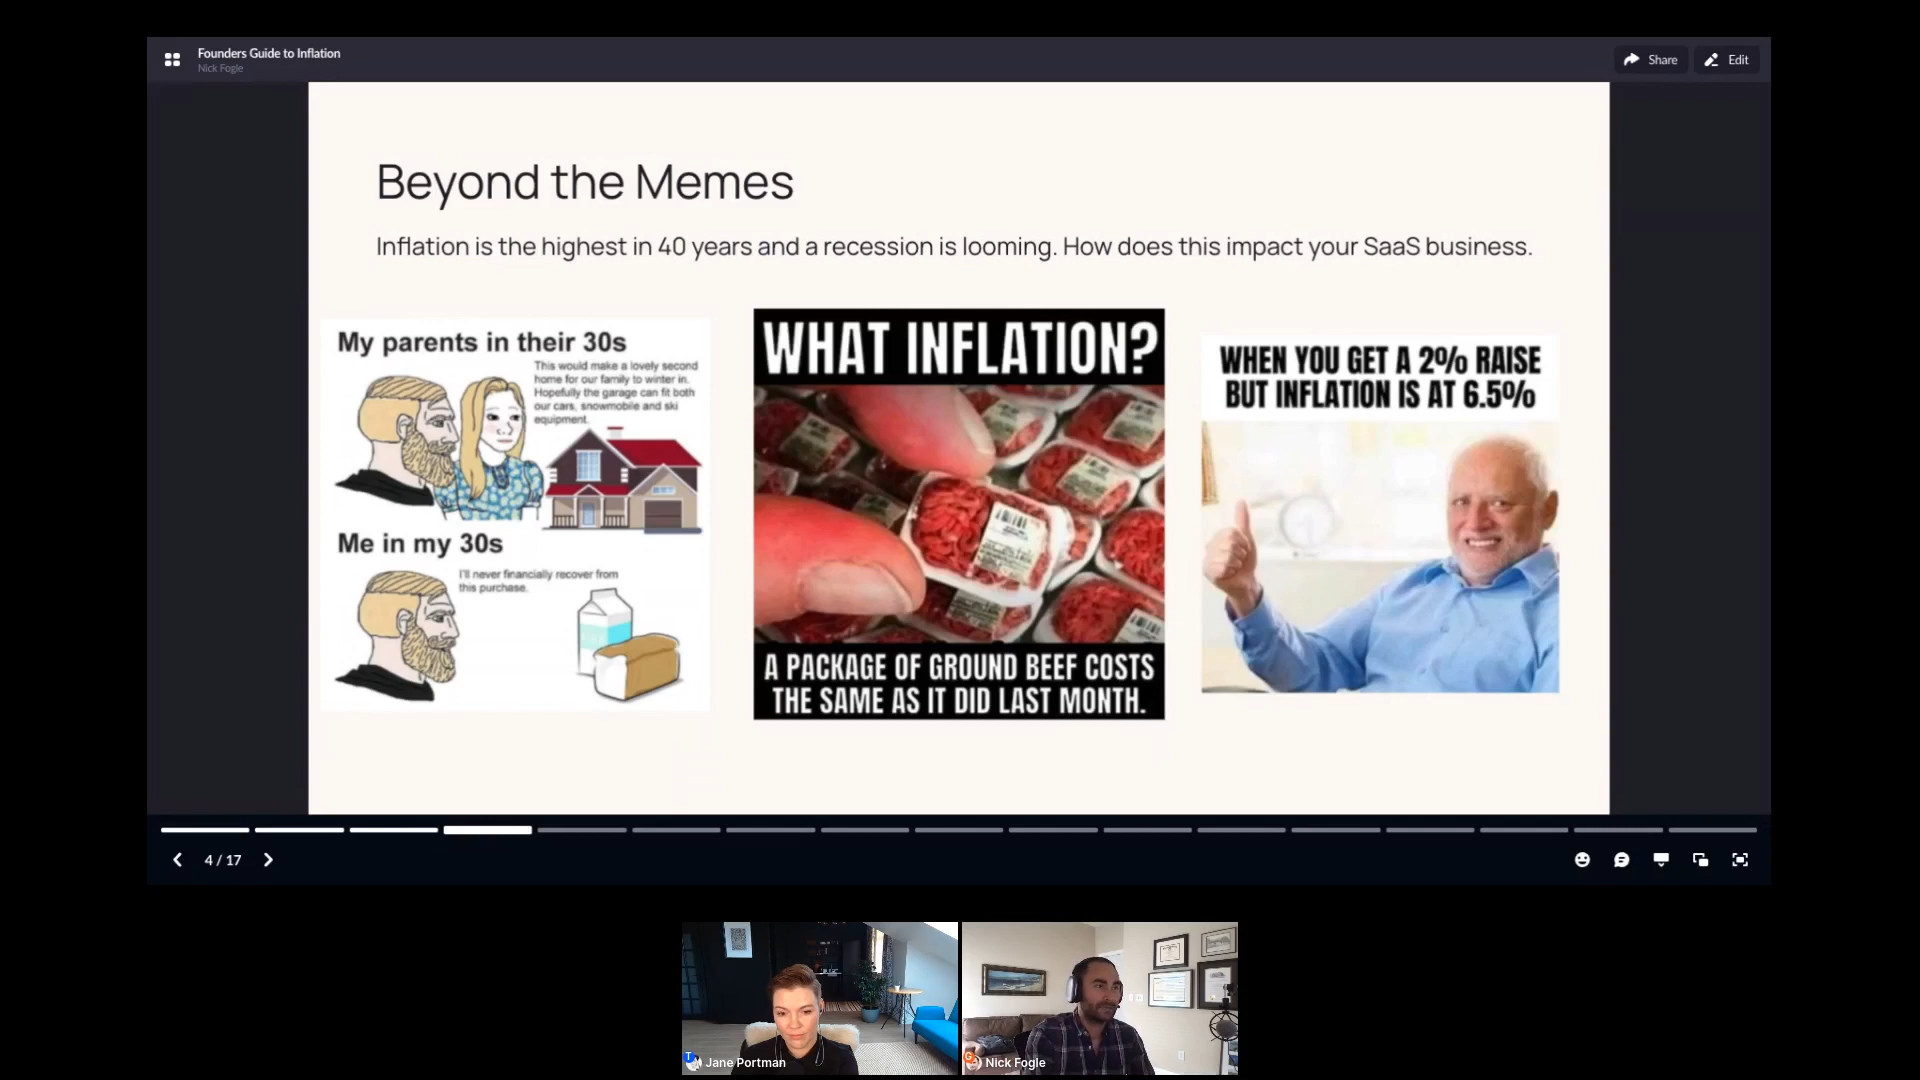 Founders Guide to Inflation
Nick Fogle
Share
Edit
Beyond the Memes
Inflation is the highest in 40 years and a recession is looming. How does this impact your SaaS business.
My parents in their 30s
This would make a lovely second
home for our family to winter in.
Hopefully the garage can fit both
our cars, snowmobile and ski
equipment.
Me in my 30s
I'll never financially recover from
this purchase.
WHAT INFLATION?
A PACKAGE OF GROUND BEEF COSTS
THE SAME AS IT DID LAST MONTH.
WHEN YOU GET A 2% RAISE
BUT INFLATION IS AT 6.5%
4 / 17
Jane Portman
Nick Fogle